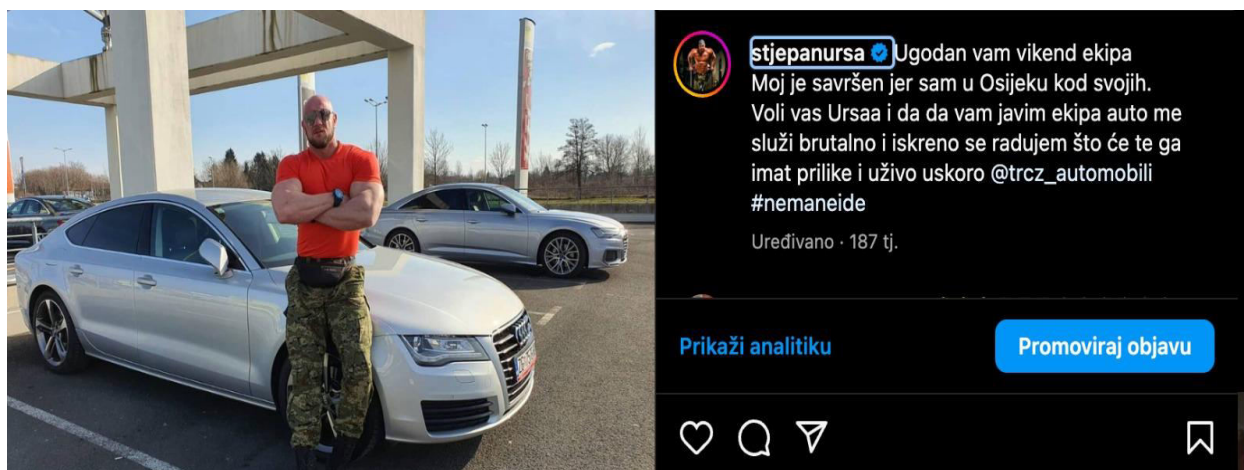 stjepanursa Ugodan vam vikend ekipa
Moj je savršen jer sam u Osijeku kod svojih.
Voli vas Ursaa i da da vam javim ekipa auto me
služi brutalno i iskreno se radujem što će te ga
imat prilike i uživo uskoro @trcz_automobili
#nemaneide
Uređivano · 187 tj.
Prikaži analitiku
Promoviraj objavu